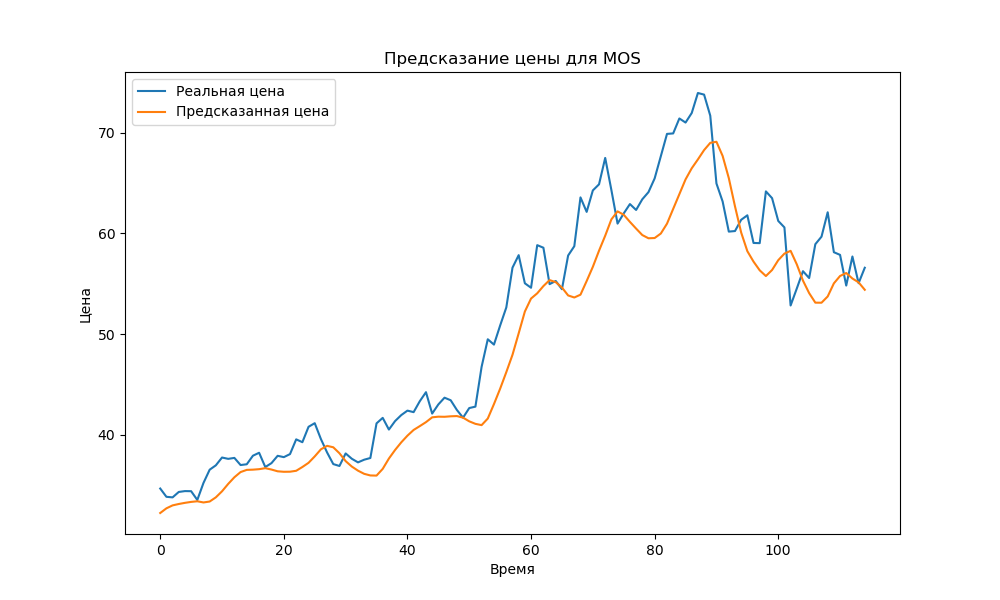 Предсказание цены для MOS
Реальная цена
Предсказанная цена
Цена
70
60
50
40
0 20 40 60 80 100
Время